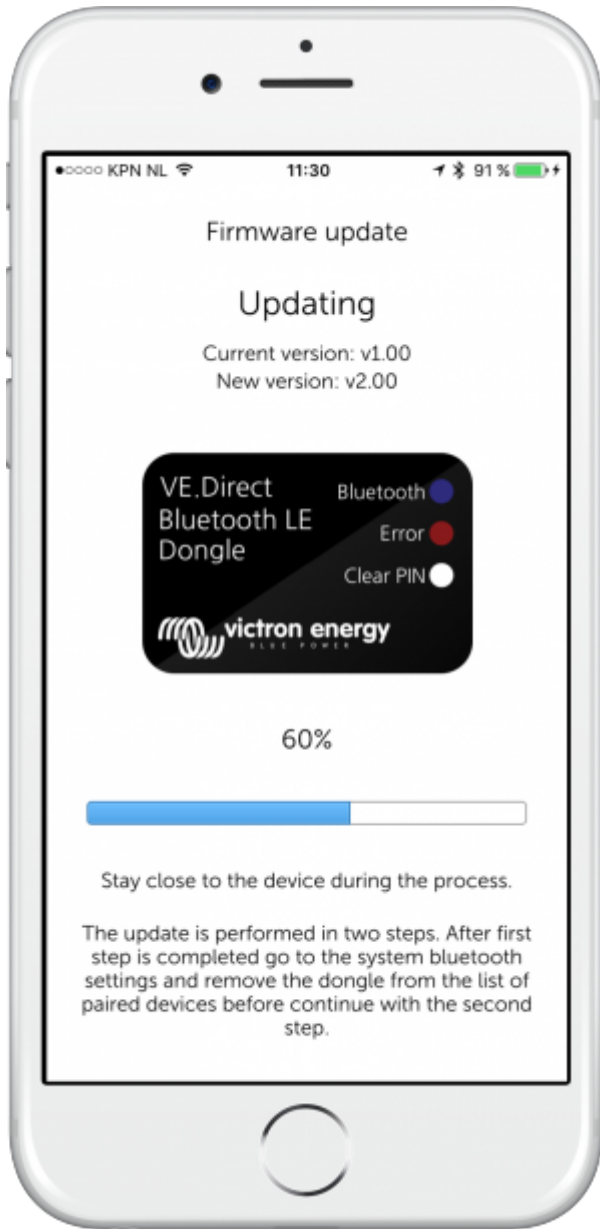 ●○○○○ KPN NL 11:30 91 %
Firmware update
Updating
Current version: v1.00
New version: v2.00
VE.Direct
Bluetooth LE
Dongle
Bluetooth
Error
Clear PIN
victron energy
BLUE POWER
60%
Stay close to the device during the process.
The update is performed in two steps. After first
step is completed go to the system bluetooth
settings and remove the dongle from the list of
paired devices before continue with the second
step.